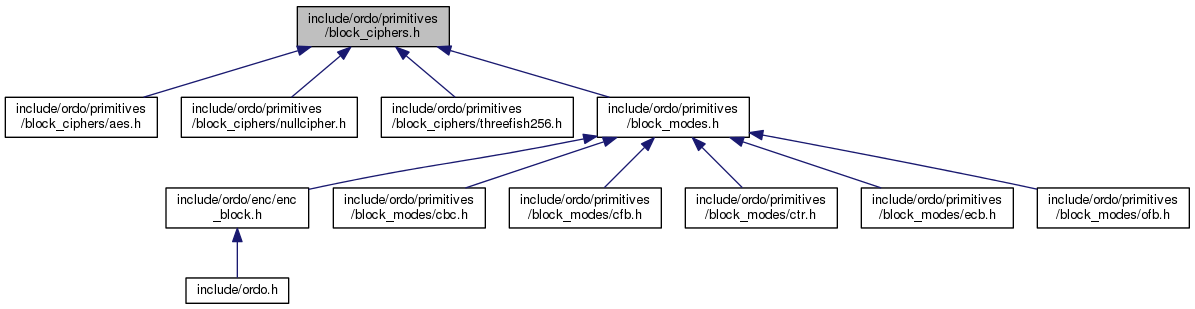 include/ordo/primitives
/block_ciphers.h
include/ordo/primitives
/block_ciphers/aes.h
include/ordo/primitives
/block_ciphers/nullcipher.h
include/ordo/primitives
/block_ciphers/threefish256.h
include/ordo/primitives
/block_modes.h
include/ordo/enc/enc
_block.h
include/ordo/primitives
/block_modes/cbc.h
include/ordo/primitives
/block_modes/cfb.h
include/ordo/primitives
/block_modes/ctr.h
include/ordo/primitives
/block_modes/ecb.h
include/ordo/primitives
/block_modes/ofb.h
include/ordo.h